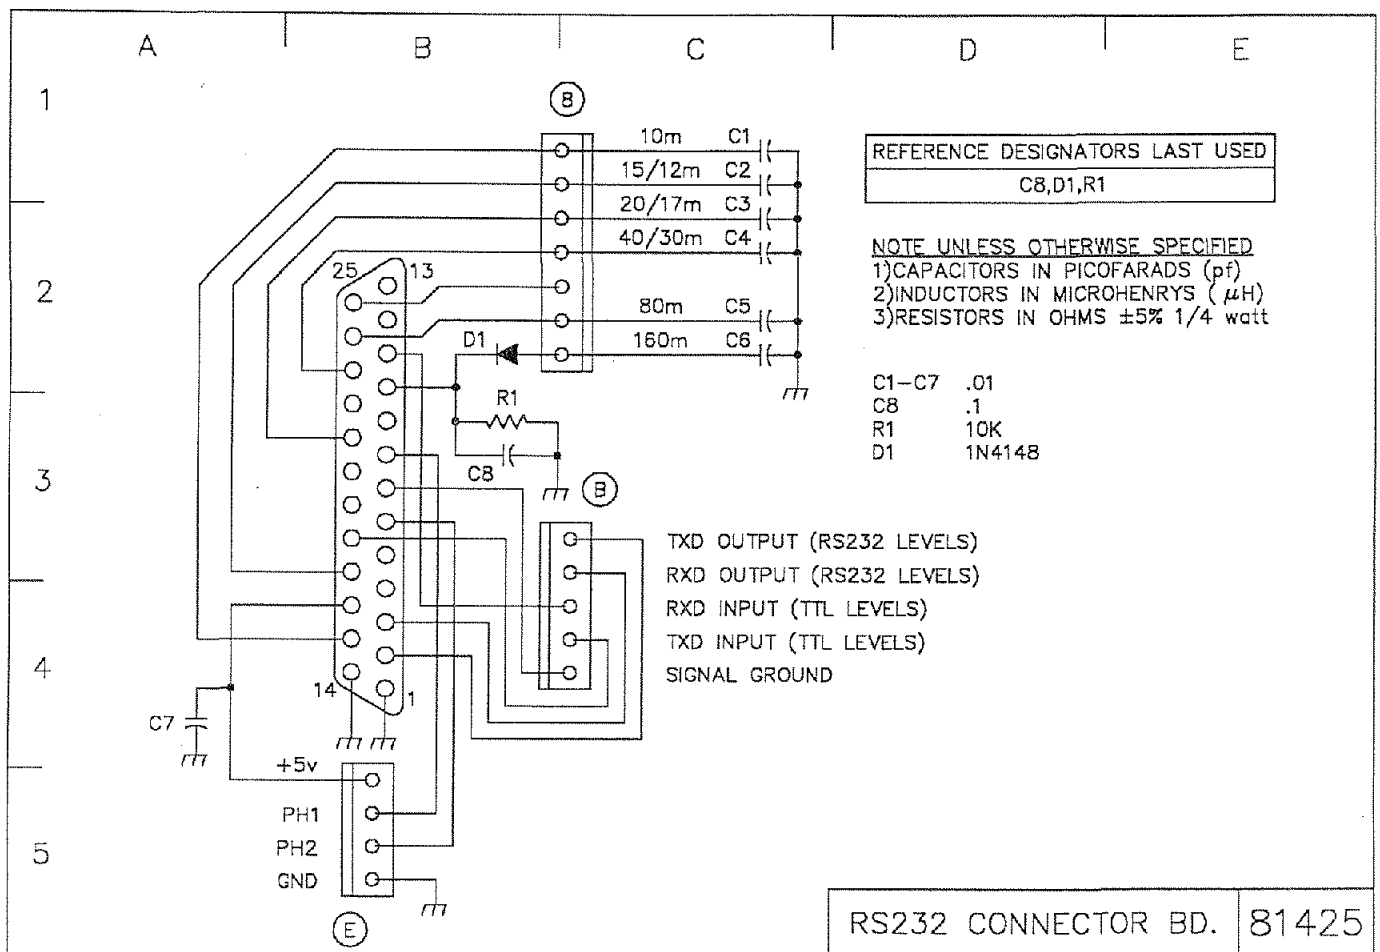 A B C D E
1
8
10m C1
REFERENCE DESIGNATORS LAST USED
15/12m C2
C8,D1,R1
20/17m C3
40/30m C4
NOTE UNLESS OTHERWISE SPECIFIED
1)CAPACITORS IN PICOFARADS (pf)
2)INDUCTORS IN MICROHENRYS (μH)
3)RESISTORS IN OHMS ±5% 1/4 watt
25 13
2
80m C5
D1 160m C6
C1-C7 .01
C8 .1
R1 10K
D1 1N4148
R1
C8
3
B
TXD OUTPUT (RS232 LEVELS)
RXD OUTPUT (RS232 LEVELS)
RXD INPUT (TTL LEVELS)
TXD INPUT (TTL LEVELS)
SIGNAL GROUND
4
14 1
C7
+5v
PH1
PH2
GND
5
E
RS232 CONNECTOR BD. 81425